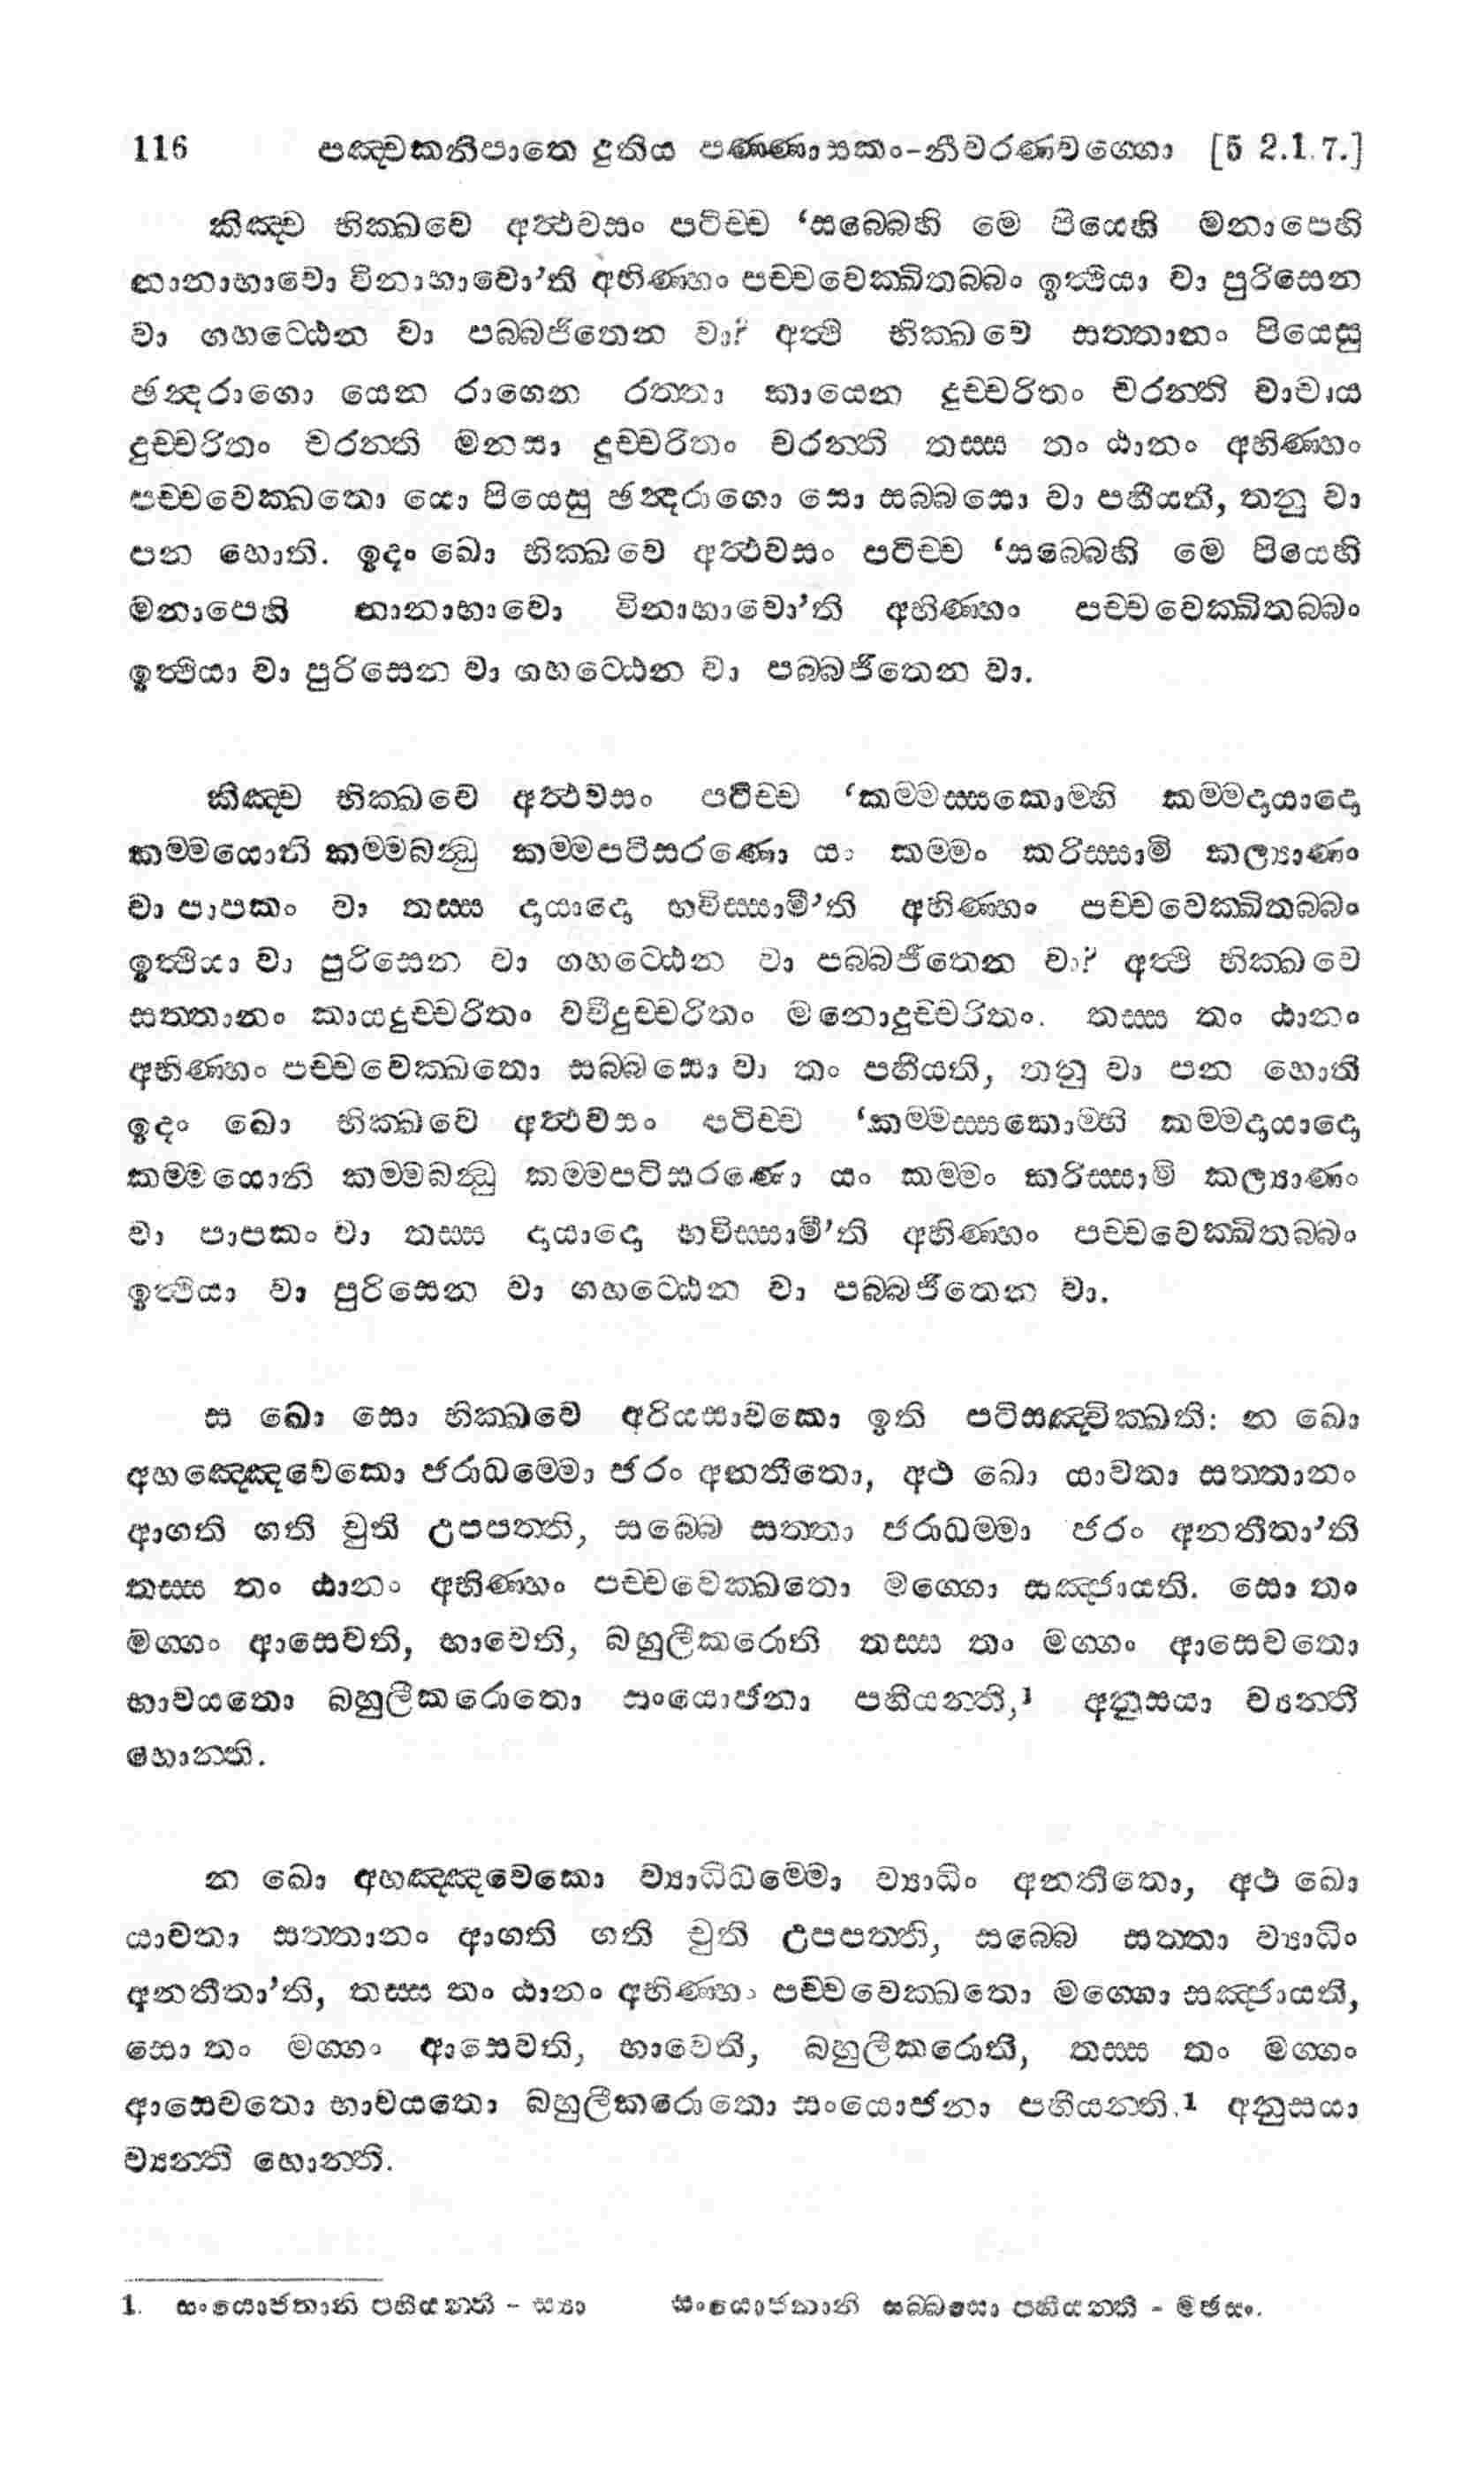 116 පඤ්චකනිපාතෙ දුතිය පණ්ණාසකං-නීවරණවග්ගො [5 2.1.7.]
කිඤ්ච භික්ඛවෙ අත්ථවසං පටිච්ච ‘සබ්බෙහි මෙ පියෙහි මනාපෙහි
නානාභාවො විනාභාවො’ති අභිණ්හං පච්චවෙක්ඛිතබ්බං ඉත්ථියා වා පුරිසෙන
වා ගහට්ඨෙන වා පබ්බජිතෙන වා? අත්ථි භික්ඛවෙ සත්තානං පියෙසු
ඡන්දරාගො යෙන රාගෙන රත්තා කායෙන දුච්චරිතං චරන්ති වාචාය
දුච්චරිතං චරන්ති මනසා දුච්චරිතං චරන්ති තස්ස තං ඨානං අභිණ්හං
පච්චවෙක්ඛතො යො පියෙසු ඡන්දරාගො සො සබ්බසො වා පහීයති, තනු වා
පන හොති. ඉදං ඛො භික්ඛවෙ අත්ථවසං පටිච්ච ‘සබ්බෙහි මෙ පියෙහි
මනාපෙහි නානාභාවො විනාභාවො’ති අභිණ්හං පච්චවෙක්ඛිතබ්බං
ඉත්ථියා වා පුරිසෙන වා ගහට්ඨෙන වා පබ්බජිතෙන වා.
කිඤ්ච භික්ඛවෙ අත්ථවසං පටිච්ච ‘කම්මස්සකොම්හි කම්මදායාදො
කම්මයොනි කම්මබන්ධු කම්මපටිසරණො යං කම්මං කරිස්සාමි කල්‍යාණං
වා පාපකං වා තස්ස දායාදො භවිස්සාමී’ති අභිණ්හං පච්චවෙක්ඛිතබ්බං
ඉත්ථියා වා පුරිසෙන වා ගහට්ඨෙන වා පබ්බජිතෙන වා? අත්ථි භික්ඛවෙ
සත්තානං කායදුච්චරිතං වචීදුච්චරිතං මනොදුච්චරිතං. තස්ස තං ඨානං
අභිණ්හං පච්චවෙක්ඛතො සබ්බසො වා තං පහීයති, තනු වා පන හොති
ඉදං ඛො භික්ඛවෙ අත්ථවසං පටිච්ච ‘කම්මස්සකොම්හි කම්මදායාදො
කම්මයොනි කම්මබන්ධු කම්මපටිසරණො යං කම්මං කරිස්සාමි කල්‍යාණං
වා පාපකං වා තස්ස දායාදො භවිස්සාමී’ති අභිණ්හං පච්චවෙක්ඛිතබ්බං
ඉත්ථියා වා පුරිසෙන වා ගහට්ඨෙන වා පබ්බජිතෙන වා.
ස ඛො සො භික්ඛවෙ අරියසාවකො ඉති පටිසඤ්චික්ඛති: න ඛො
අහඤ්ඤෙවෙකො ජරාධම්මො ජරං අනතීතො, අථ ඛො යාවතා සත්තානං
ආගති ගති චුති උපපත්ති, සබ්බෙ සත්තා ජරාධම්මා ජරං අනතීතා’ති
තස්ස තං ඨානං අභිණ්හං පච්චවෙක්ඛතො මග්ගො සඤ්ජායති. සො තං
මග්ගං ආසෙවති, භාවෙති, බහුලීකරොති තස්ස තං මග්ගං ආසෙවතො
භාවයතො බහුලීකරොතො සංයොජනා පහීයන්ති,¹ අනුසයා ව්‍යන්තී
හොන්ති.
න ඛො අහඤ්ඤවෙකො ව්‍යාධිධම්මො ව්‍යාධිං අනතීතො, අථ ඛො
යාවතා සත්තානං ආගති ගති චුති උපපත්ති, සබ්බෙ සත්තා ව්‍යාධිං
අනතීතා’ති, තස්ස තං ඨානං අභිණ්හං පච්චවෙක්ඛතො මග්ගො සඤ්ජායති,
සො තං මග්ගං ආසෙවති, භාවෙති, බහුලීකරොති, තස්ස තං මග්ගං
ආසෙවතො භාවයතො බහුලීකරොතො සංයොජනා පහීයන්ති.¹ අනුසයා
ව්‍යන්තී හොන්ති.
1. සංයොජනානි පහීයන්ති - ස්‍යා සංයොජනානි සබ්බසො පහීයන්ති - මඡසං.